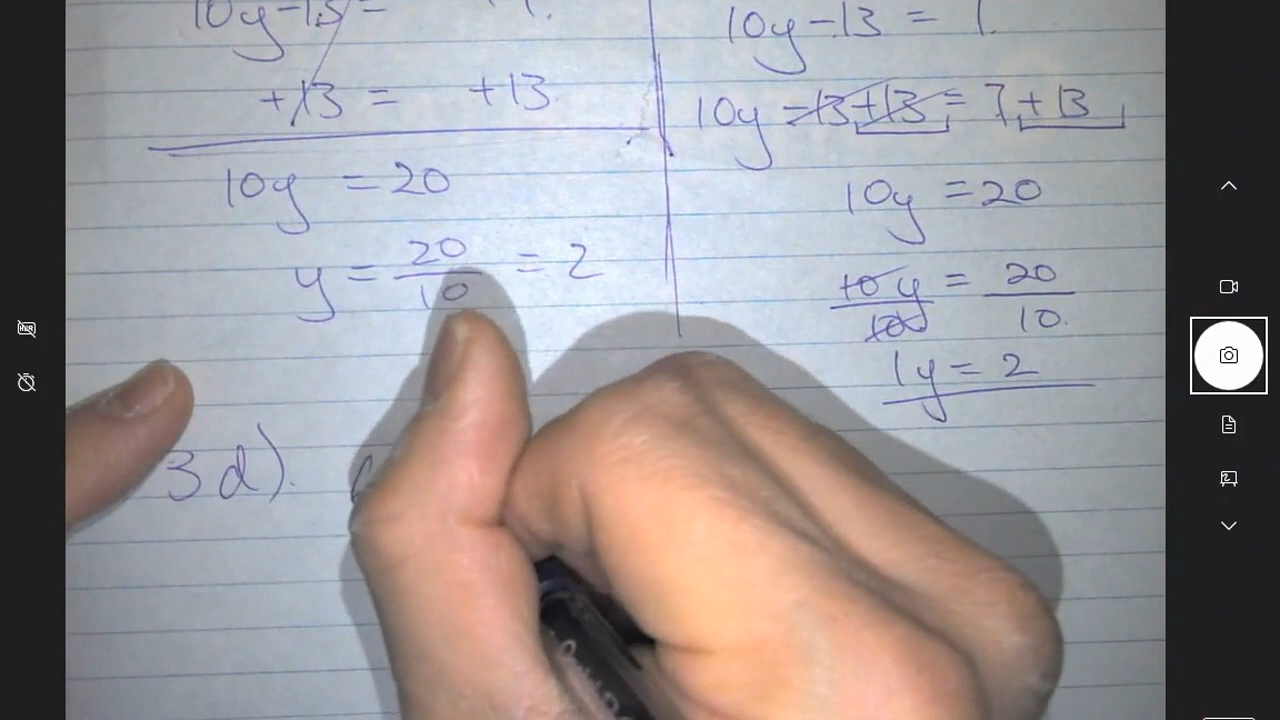 10y-13 =
+13 = +13
10y = 20
y = 20/10 = 2
10y-13 =
10y-13+13 = 7+13
10y = 20
10y/10 = 20/10.
1y = 2
3d).